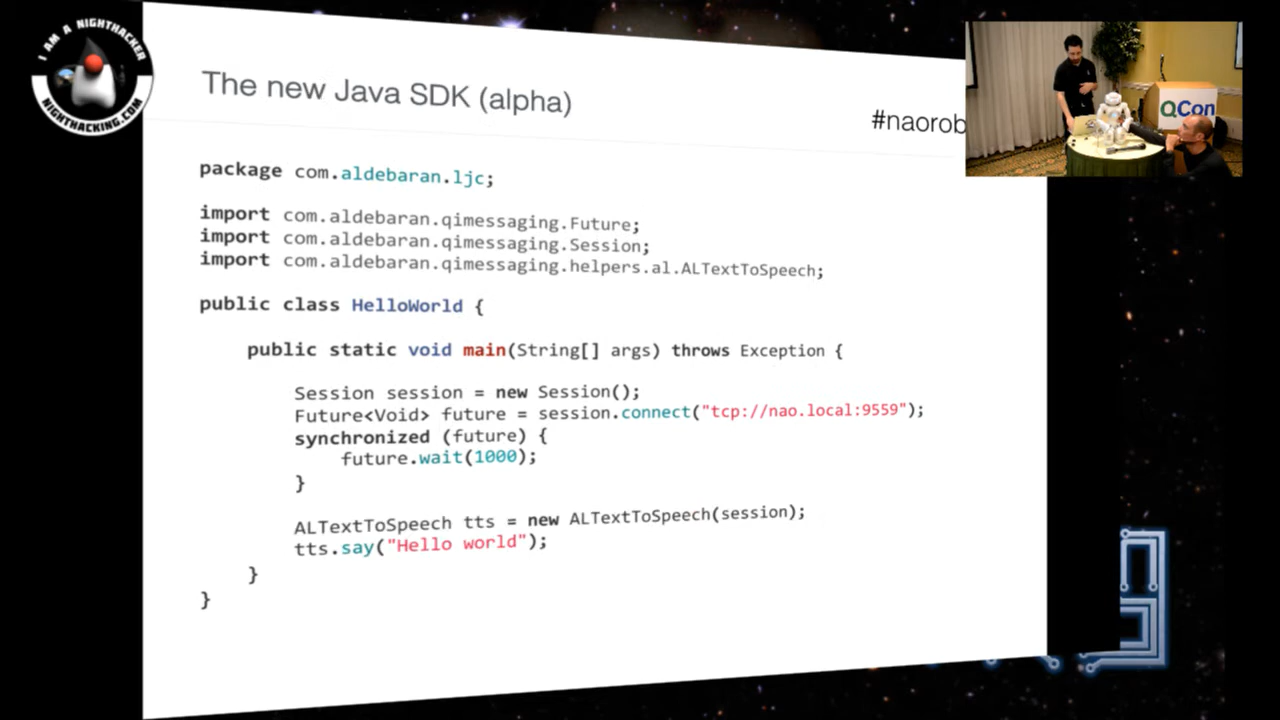 I AM A NIGHTHACKER
NIGHTHACKING.COM
The new Java SDK (alpha)
#naorob
QCon
package com.aldebaran.ljc;
import com.aldebaran.qimessaging.Future;
import com.aldebaran.qimessaging.Session;
import com.aldebaran.qimessaging.helpers.al.ALTextToSpeech;
public class HelloWorld {
public static void main(String[] args) throws Exception {
Session session = new Session();
Future<Void> future = session.connect("tcp://nao.local:9559");
synchronized (future) {
future.wait(1000);
}
ALTextToSpeech tts = new ALTextToSpeech(session);
tts.say("Hello world");
}
}